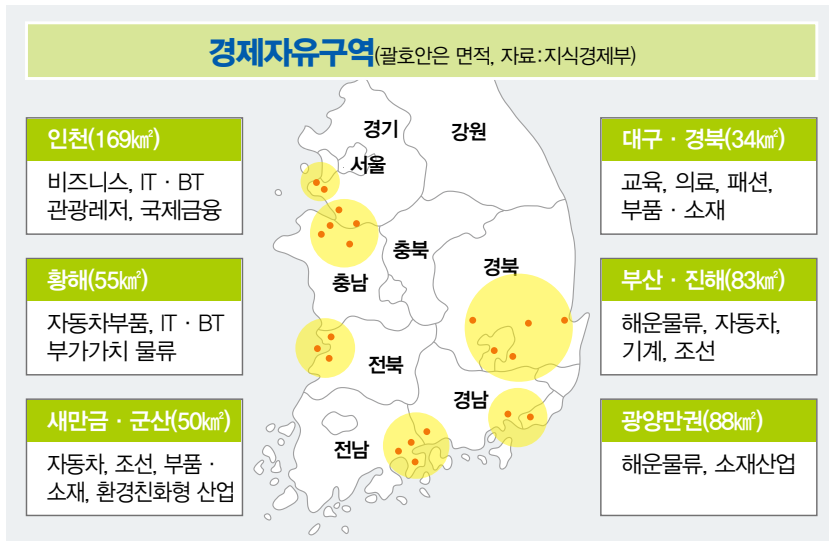 경제자유구역(괄호안은 면적, 자료:지식경제부)
인천(169㎢)
비즈니스, IT · BT
관광레저, 국제금융
황해(55㎢)
자동차부품, IT · BT
부가가치 물류
새만금 · 군산(50㎢)
자동차, 조선, 부품 ·
소재, 환경친화형 산업
경기
강원
서울
충북
충남
경북
전북
경남
전남
대구 · 경북(34㎢)
교육, 의료, 패션,
부품 · 소재
부산 · 진해(83㎢)
해운물류, 자동차,
기계, 조선
광양만권(88㎢)
해운물류, 소재산업